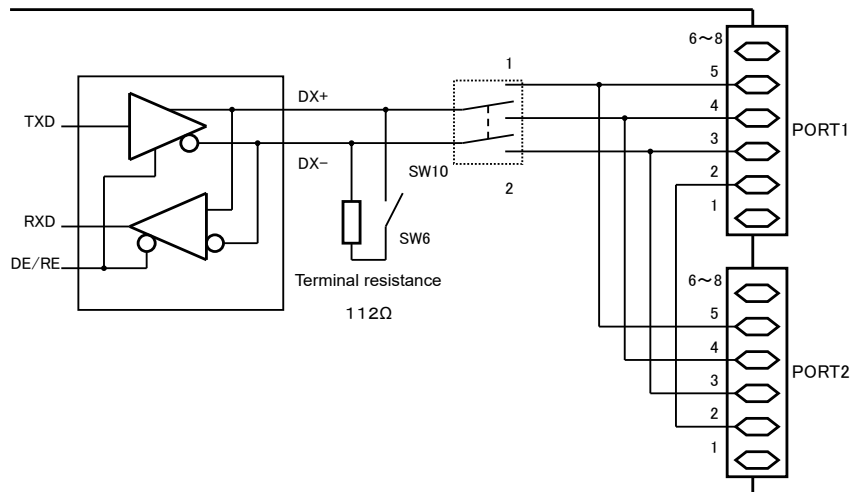 6～8
1
5
DX+
4
TXD
PORT1
3
DX−
SW10
2
2
1
RXD
SW6
DE/RE
Terminal resistance
6～8
112Ω
5
4
PORT2
3
2
1